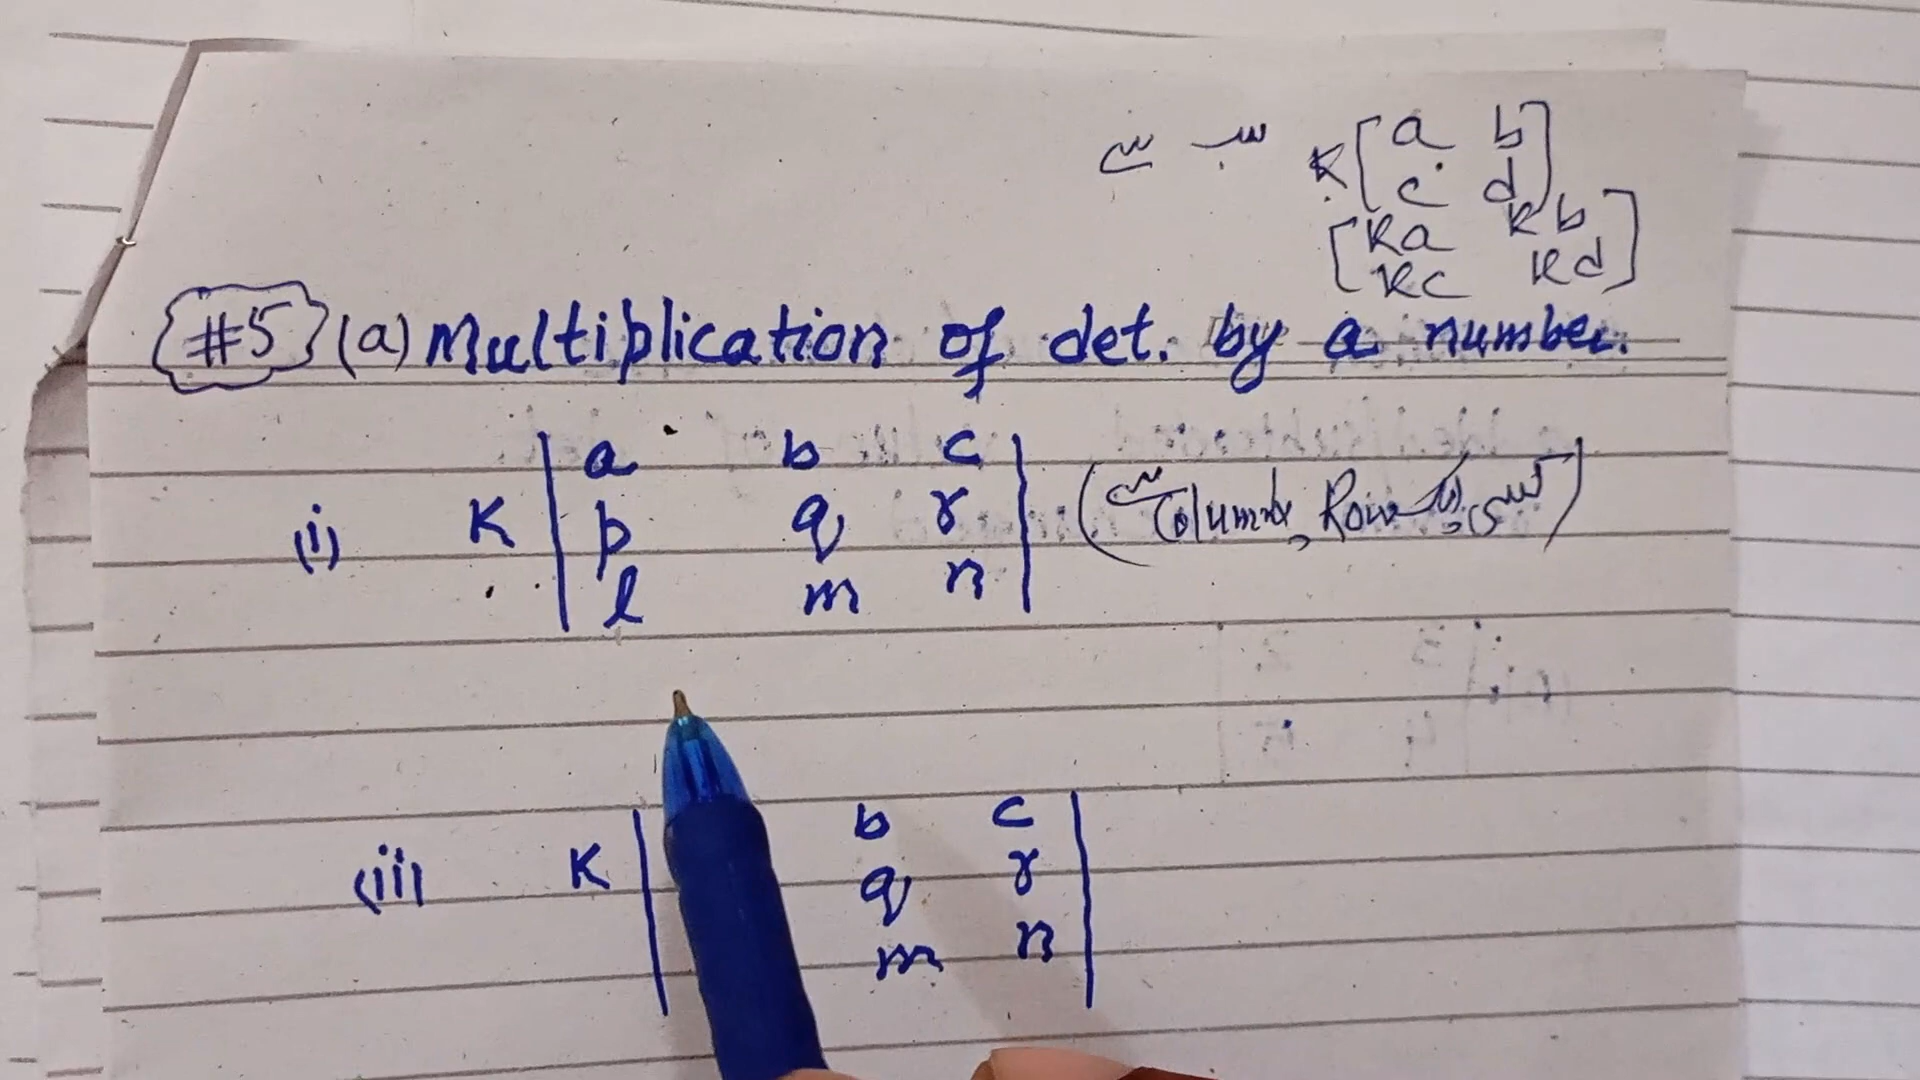 K [ a b
c d ]
[ Ka Kb
Kc Kd ]
#5 (a) Multiplication of det. by a number.
(i) K | a b c |
p q r
l m n
Column, Row
(ii) K | b c |
q r
m n